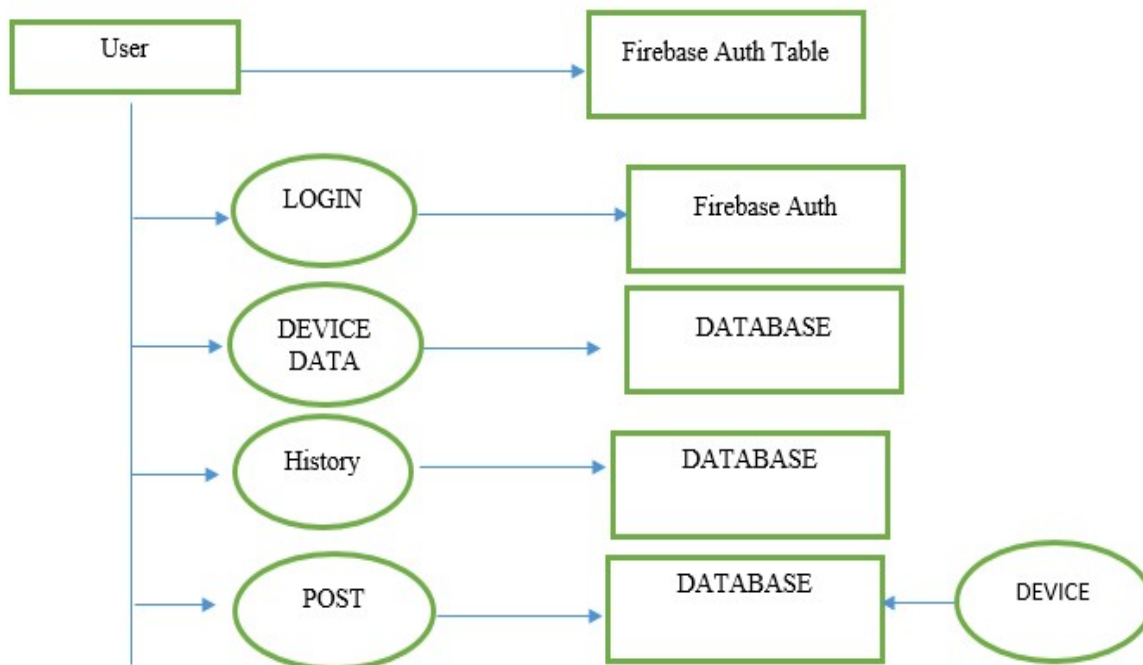 User
Firebase Auth Table
LOGIN
Firebase Auth
DEVICE
DATA
DATABASE
History
DATABASE
POST
DATABASE
DEVICE